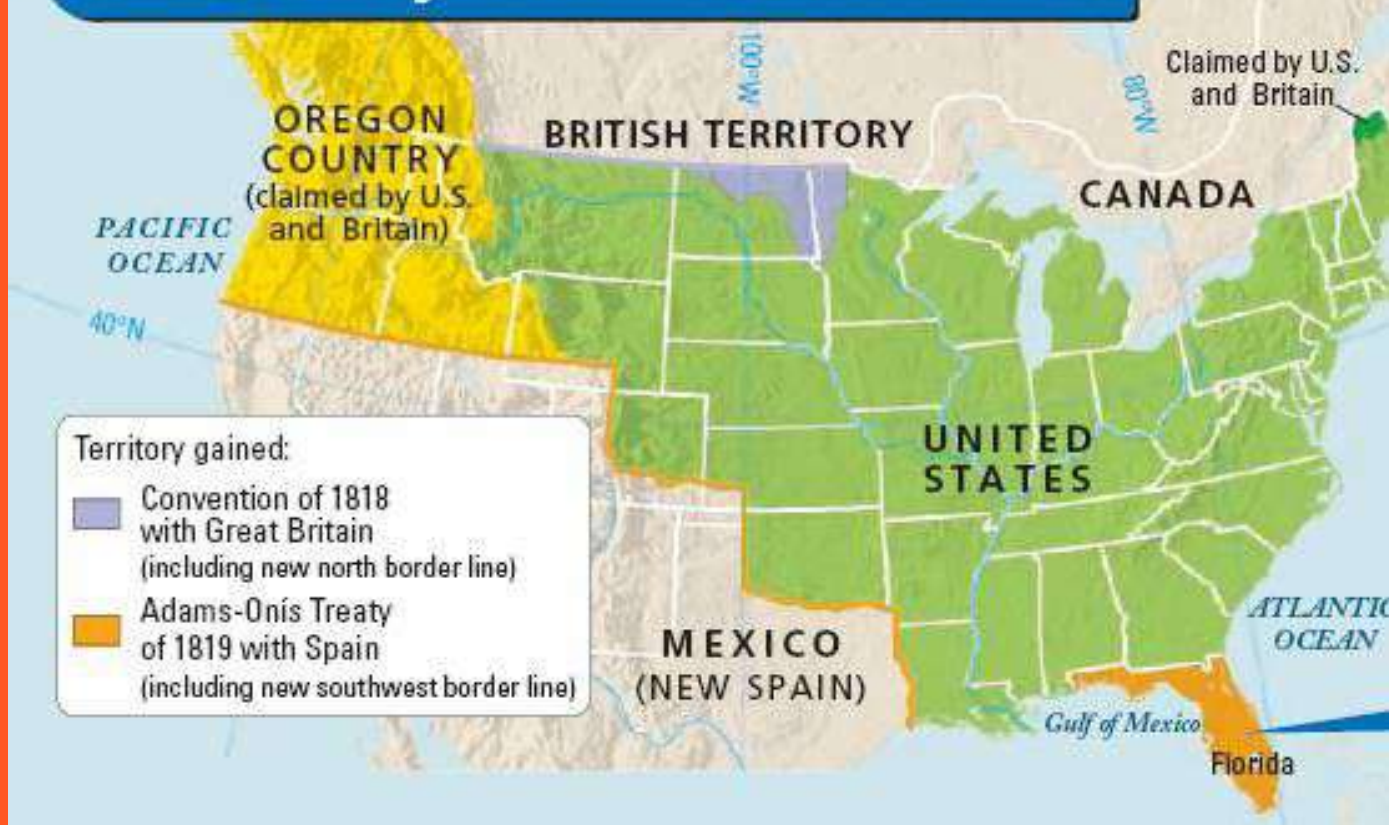 100°W
80°W
Claimed by U.S.
and Britain
OREGON
COUNTRY
(claimed by U.S.
and Britain)
BRITISH TERRITORY
CANADA
PACIFIC
OCEAN
40°N
UNITED
STATES
Territory gained:
Convention of 1818
with Great Britain
(including new north border line)
Adams-Onís Treaty
of 1819 with Spain
(including new southwest border line)
MEXICO
(NEW SPAIN)
ATLANTIC
OCEAN
Gulf of Mexico
Florida